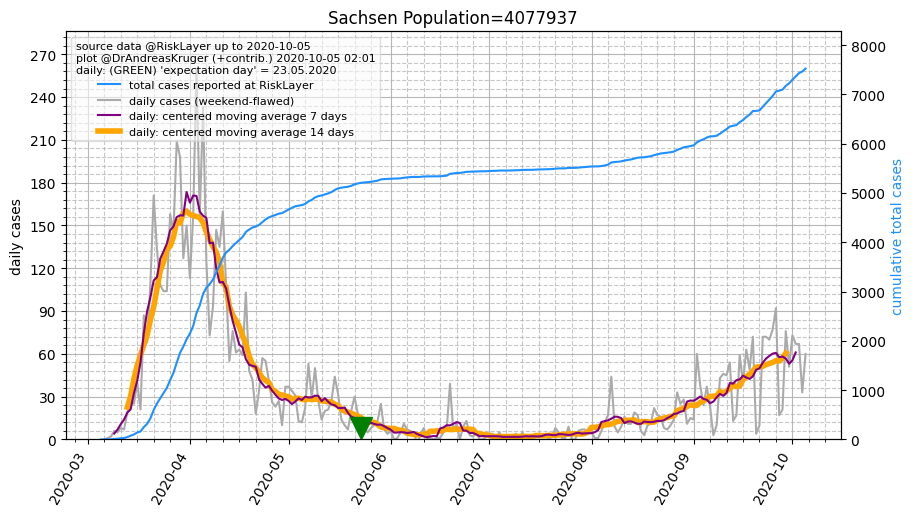 Sachsen Population=4077937
source data @RiskLayer up to 2020-10-05
plot @DrAndreasKruger (+contrib.) 2020-10-05 02:01
daily: (GREEN) 'expectation day' = 23.05.2020
total cases reported at RiskLayer
daily cases (weekend-flawed)
daily: centered moving average 7 days
daily: centered moving average 14 days
daily cases
270
240
210
180
150
120
90
60
30
0
8000
7000
6000
5000
4000
3000
2000
1000
0
cumulative total cases
2020-03
2020-04
2020-05
2020-06
2020-07
2020-08
2020-09
2020-10